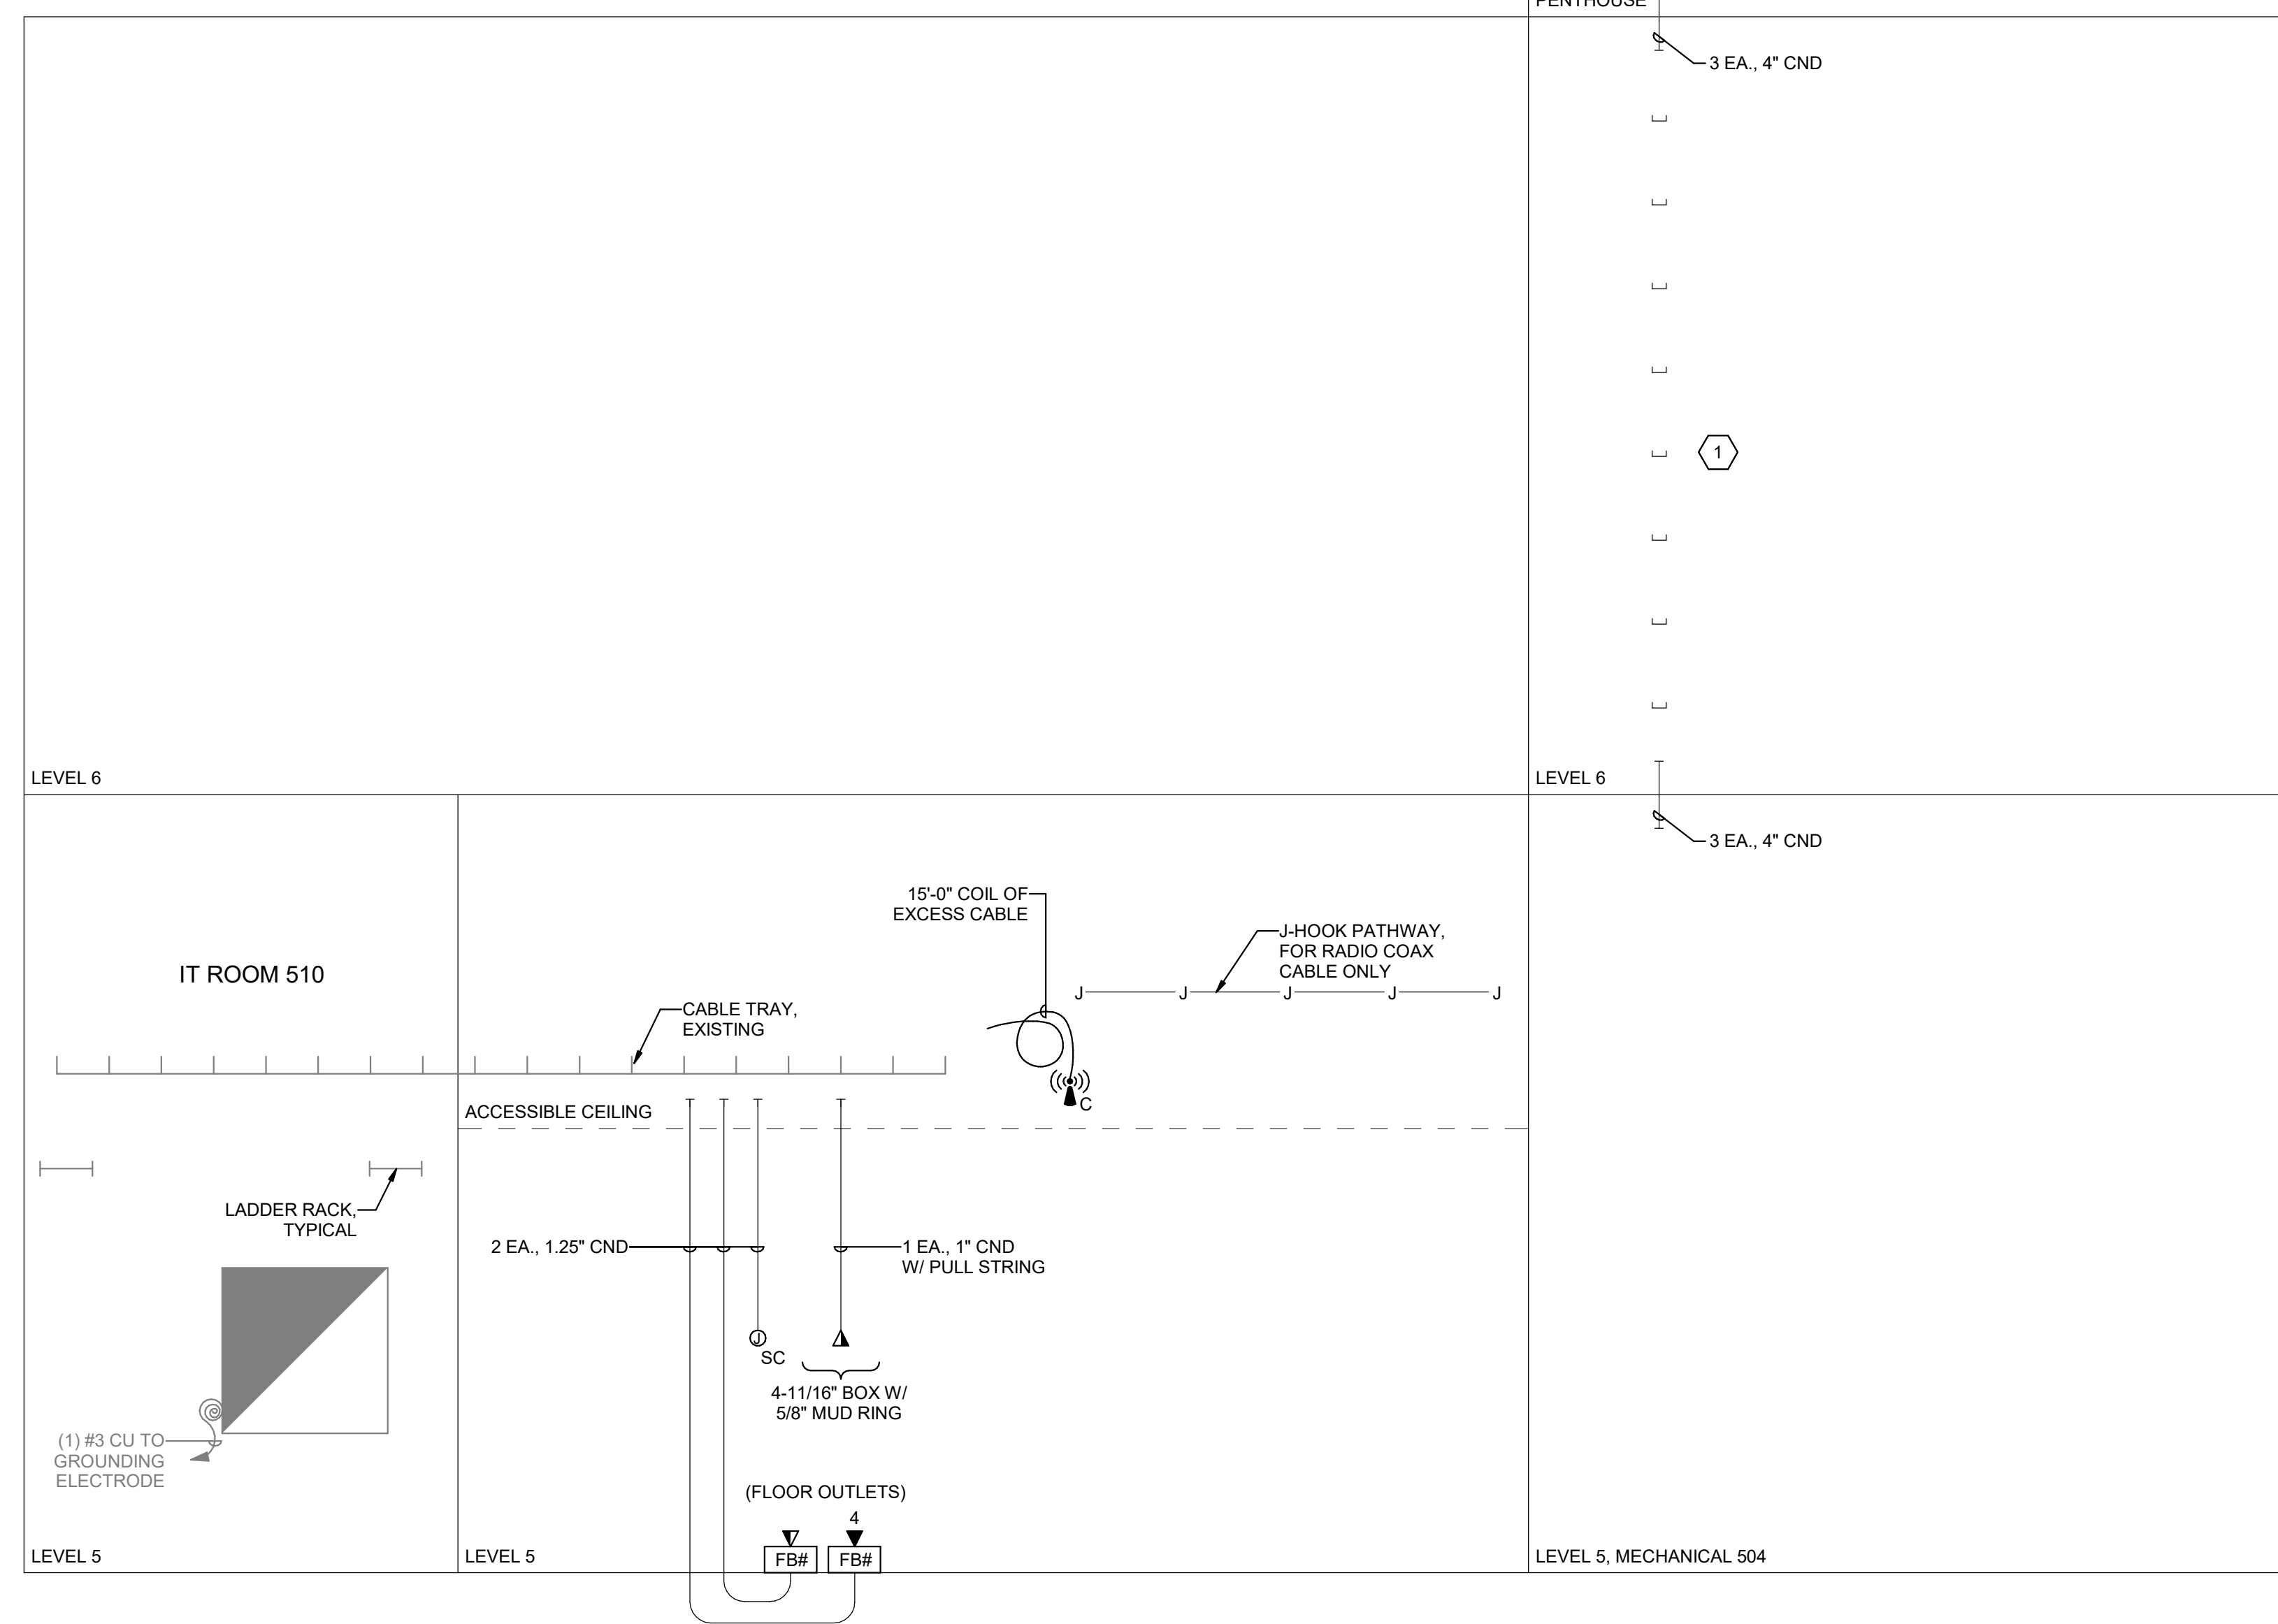 PENTHOUSE
3 EA., 4" CND
1
LEVEL 6
LEVEL 6
3 EA., 4" CND
15'-0" COIL OF
EXCESS CABLE
J-HOOK PATHWAY,
FOR RADIO COAX
CABLE ONLY
IT ROOM 510
J J J J J
CABLE TRAY,
EXISTING
C
ACCESSIBLE CEILING
LADDER RACK,
TYPICAL
2 EA., 1.25" CND
1 EA., 1" CND
W/ PULL STRING
J
SC
4-11/16" BOX W/
5/8" MUD RING
(1) #3 CU TO
GROUNDING
ELECTRODE
(FLOOR OUTLETS)
4
FB# FB#
LEVEL 5
LEVEL 5
LEVEL 5, MECHANICAL 504